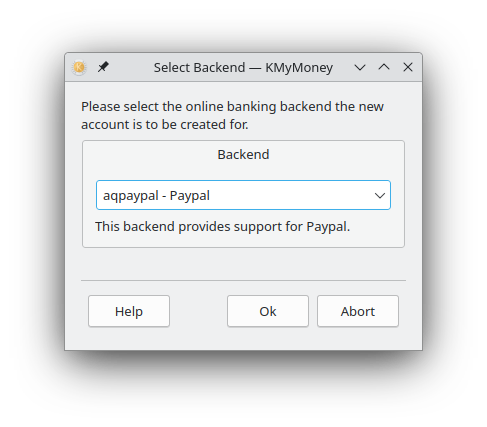 Select Backend — KMyMoney
Please select the online banking backend the new
account is to be created for.
Backend
aqpaypal - Paypal
This backend provides support for Paypal.
Help
Ok
Abort